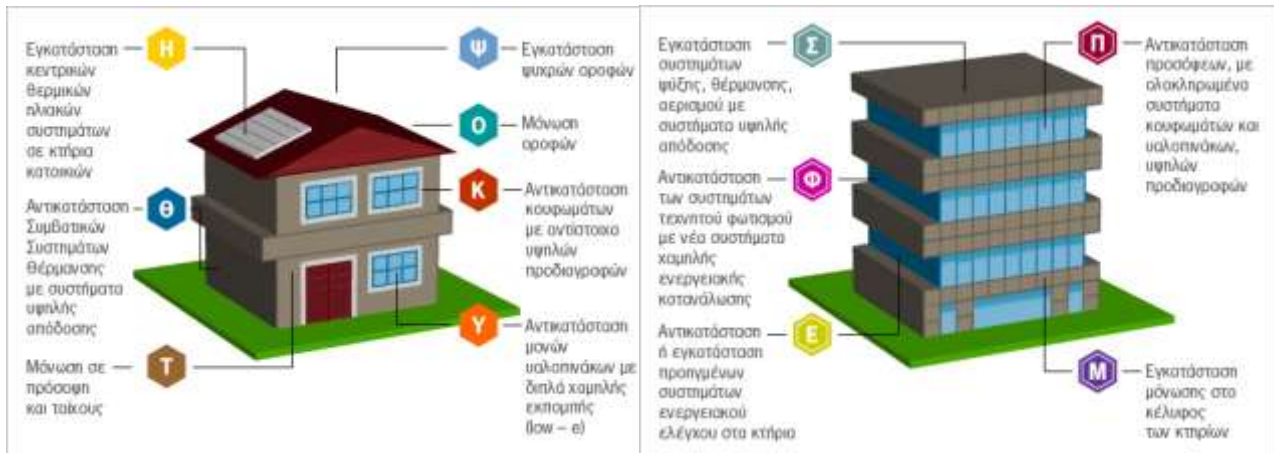 Εγκατάσταση
κεντρικών
θερμικών
ηλιακών
συστημάτων
σε κτήρια
κατοικιών
Η
Αντικατάσταση
Συμβατικών
Συστημάτων
Θέρμανσης
με συστήματα
υψηλής
απόδοσης
Θ
Μόνωση σε
πρόσοψη
και τοίχους
Τ
Ψ
Εγκατάσταση
ψυχρών οροφών
Ο
Μόνωση
οροφών
Κ
Αντικατάσταση
κουφωμάτων
με αντίστοιχα
υψηλών
προδιαγραφών
Υ
Αντικατάσταση
μονών
υαλοπινάκων με
διπλά χαμηλής
εκπομπής
(low – e)
Εγκατάσταση
συστημάτων
ψύξης, θέρμανσης,
αερισμού με
συστήματα υψηλής
απόδοσης
Σ
Αντικατάσταση
των συστημάτων
τεχνητού φωτισμού
με νέα συστήματα
χαμηλής
ενεργειακής
κατανάλωσης
Φ
Αντικατάσταση
ή εγκατάσταση
προηγμένων
συστημάτων
ενεργειακού
ελέγχου στα κτήρια
Ε
Π
Αντικατάσταση
προσόψεων, με
ολοκληρωμένα
συστήματα
κουφωμάτων και
υαλοπινάκων,
υψηλών
προδιαγραφών
Μ
Εγκατάσταση
μόνωσης στο
κέλυφος
των κτηρίων